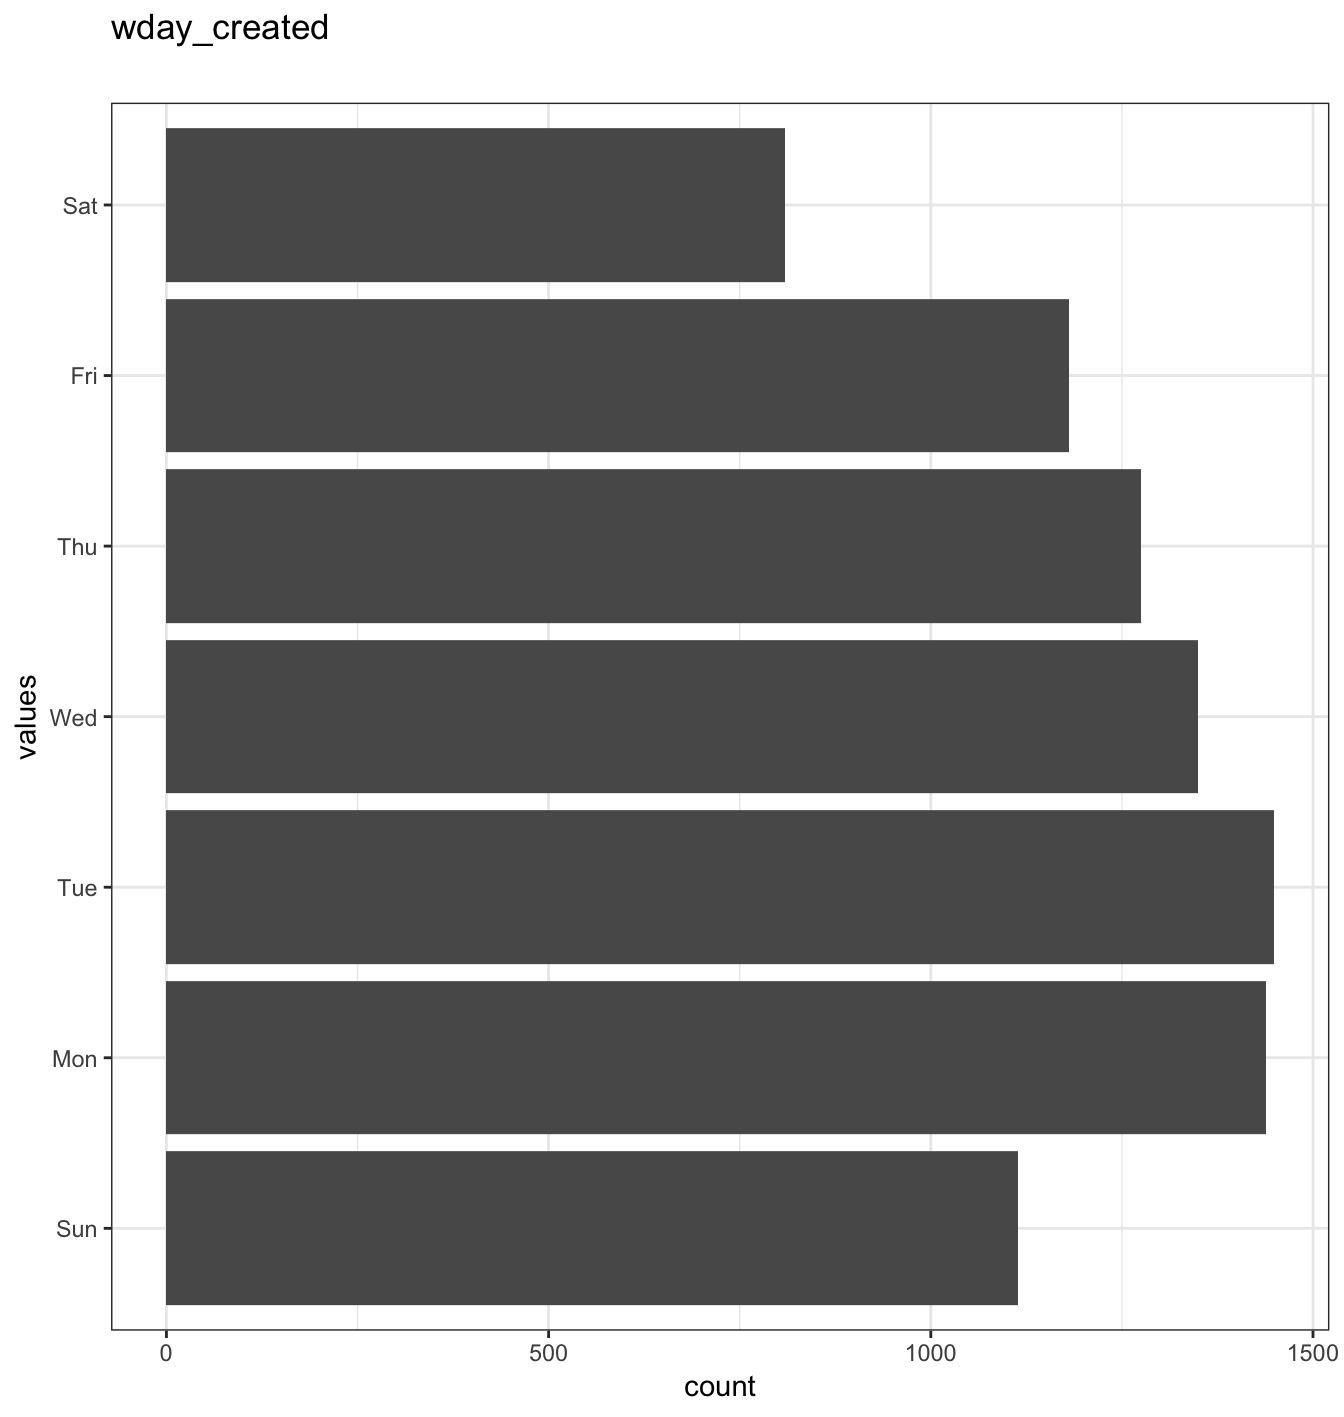 wday_created
values
Sat
Fri
Thu
Wed
Tue
Mon
Sun
0 500 1000 1500
count